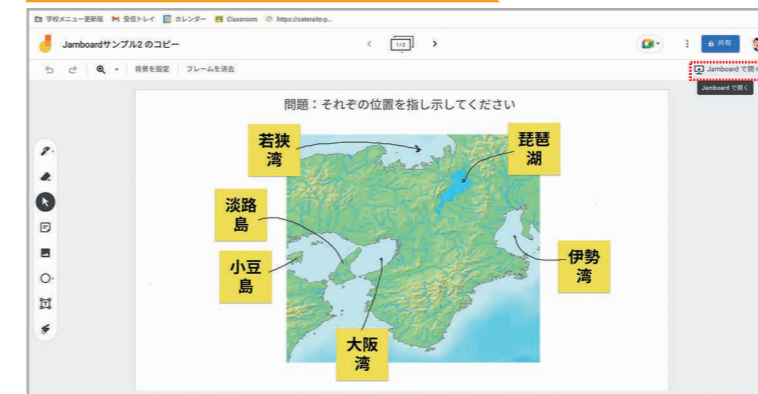 学校メニュー更新版 受信トレイ カレンダー Classroom https://sateraito-p...
Jamboardサンプル2 のコピー
1/2
共有
背景を設定 フレームを消去
Jamboard で開く
Jamboard で開く
問題：それぞの位置を指し示してください
若狭
湾
琵琶
湖
淡路
島
小豆
島
伊勢
湾
大阪
湾